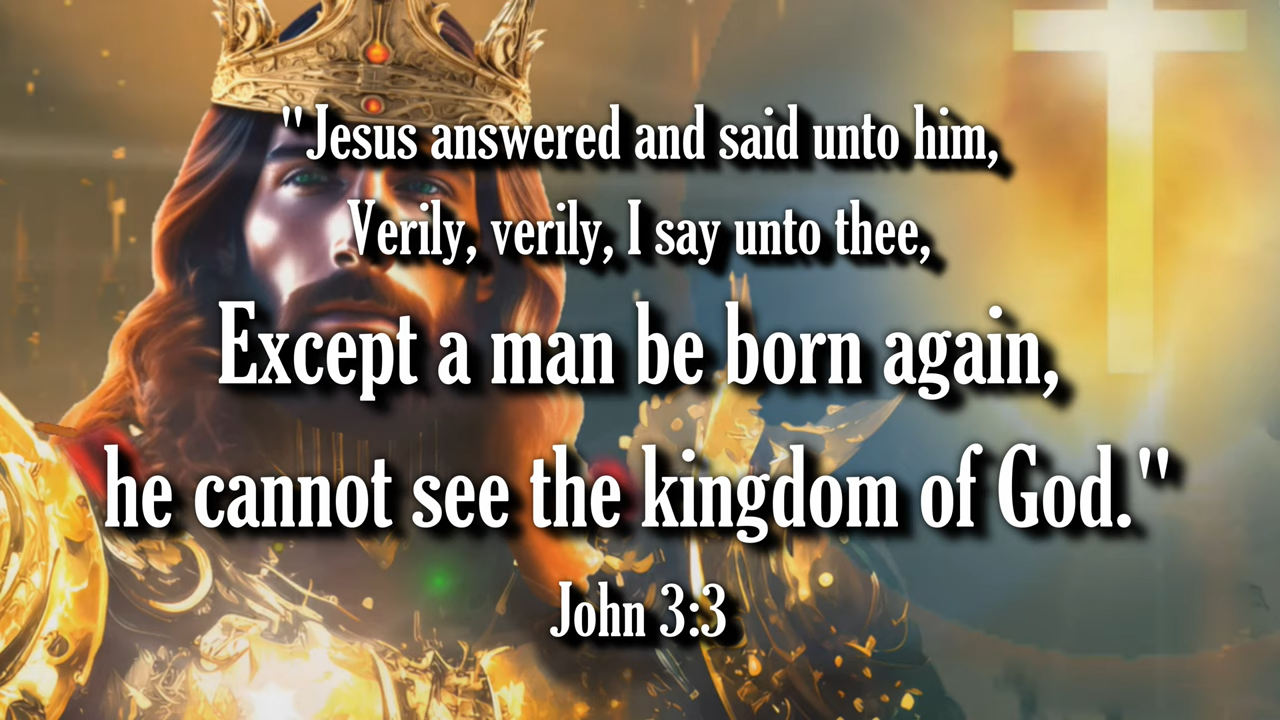 "Jesus answered and said unto him,
Verily, verily, I say unto thee,
Except a man be born again,
he cannot see the kingdom of God."
John 3:3